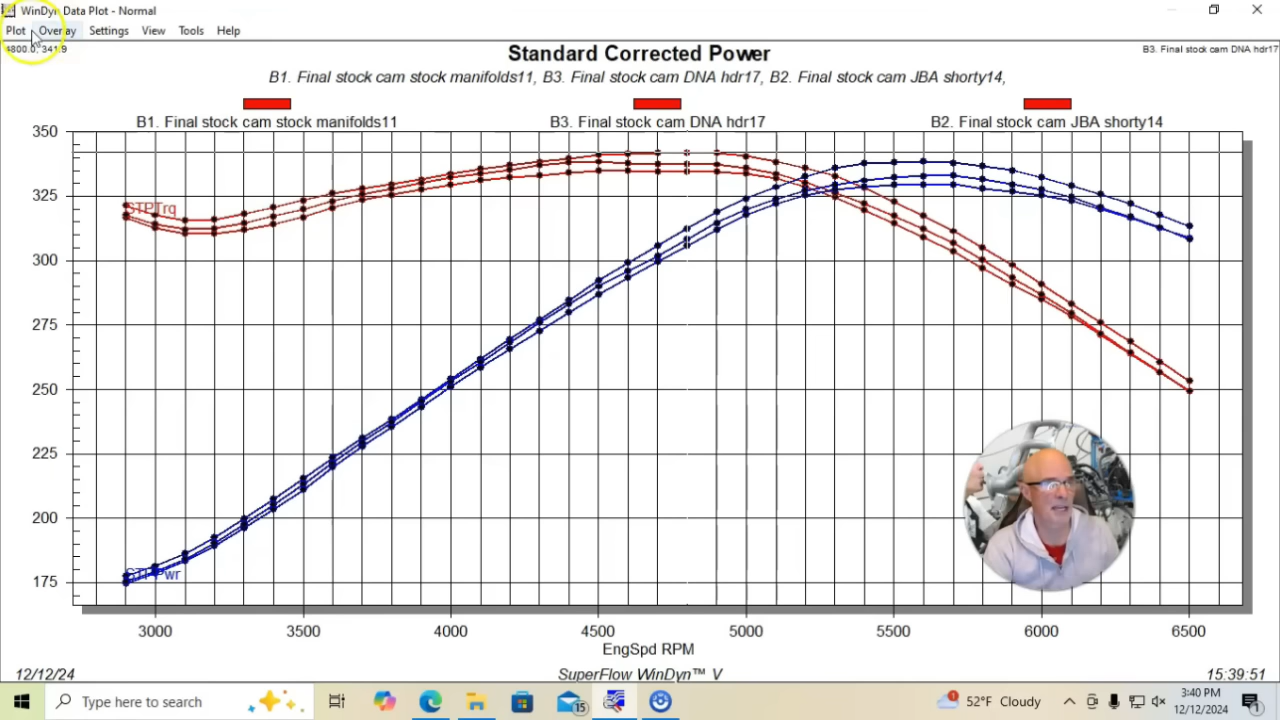 WinDyn Data Plot - Normal
Plot Overlay Settings View Tools Help
4800.0, 341.9
B3. Final stock cam DNA hdr17
Standard Corrected Power
B1. Final stock cam stock manifolds11, B3. Final stock cam DNA hdr17, B2. Final stock cam JBA shorty14,
B1. Final stock cam stock manifolds11
B3. Final stock cam DNA hdr17
B2. Final stock cam JBA shorty14
350
325
STPTrq
300
275
250
225
200
175
STPPwr
3000 3500 4000 4500 5000 5500 6000 6500
EngSpd RPM
12/12/24
SuperFlow WinDyn™ V
15:39:51
Type here to search
15
1
52°F Cloudy
3:40 PM
12/12/2024
1